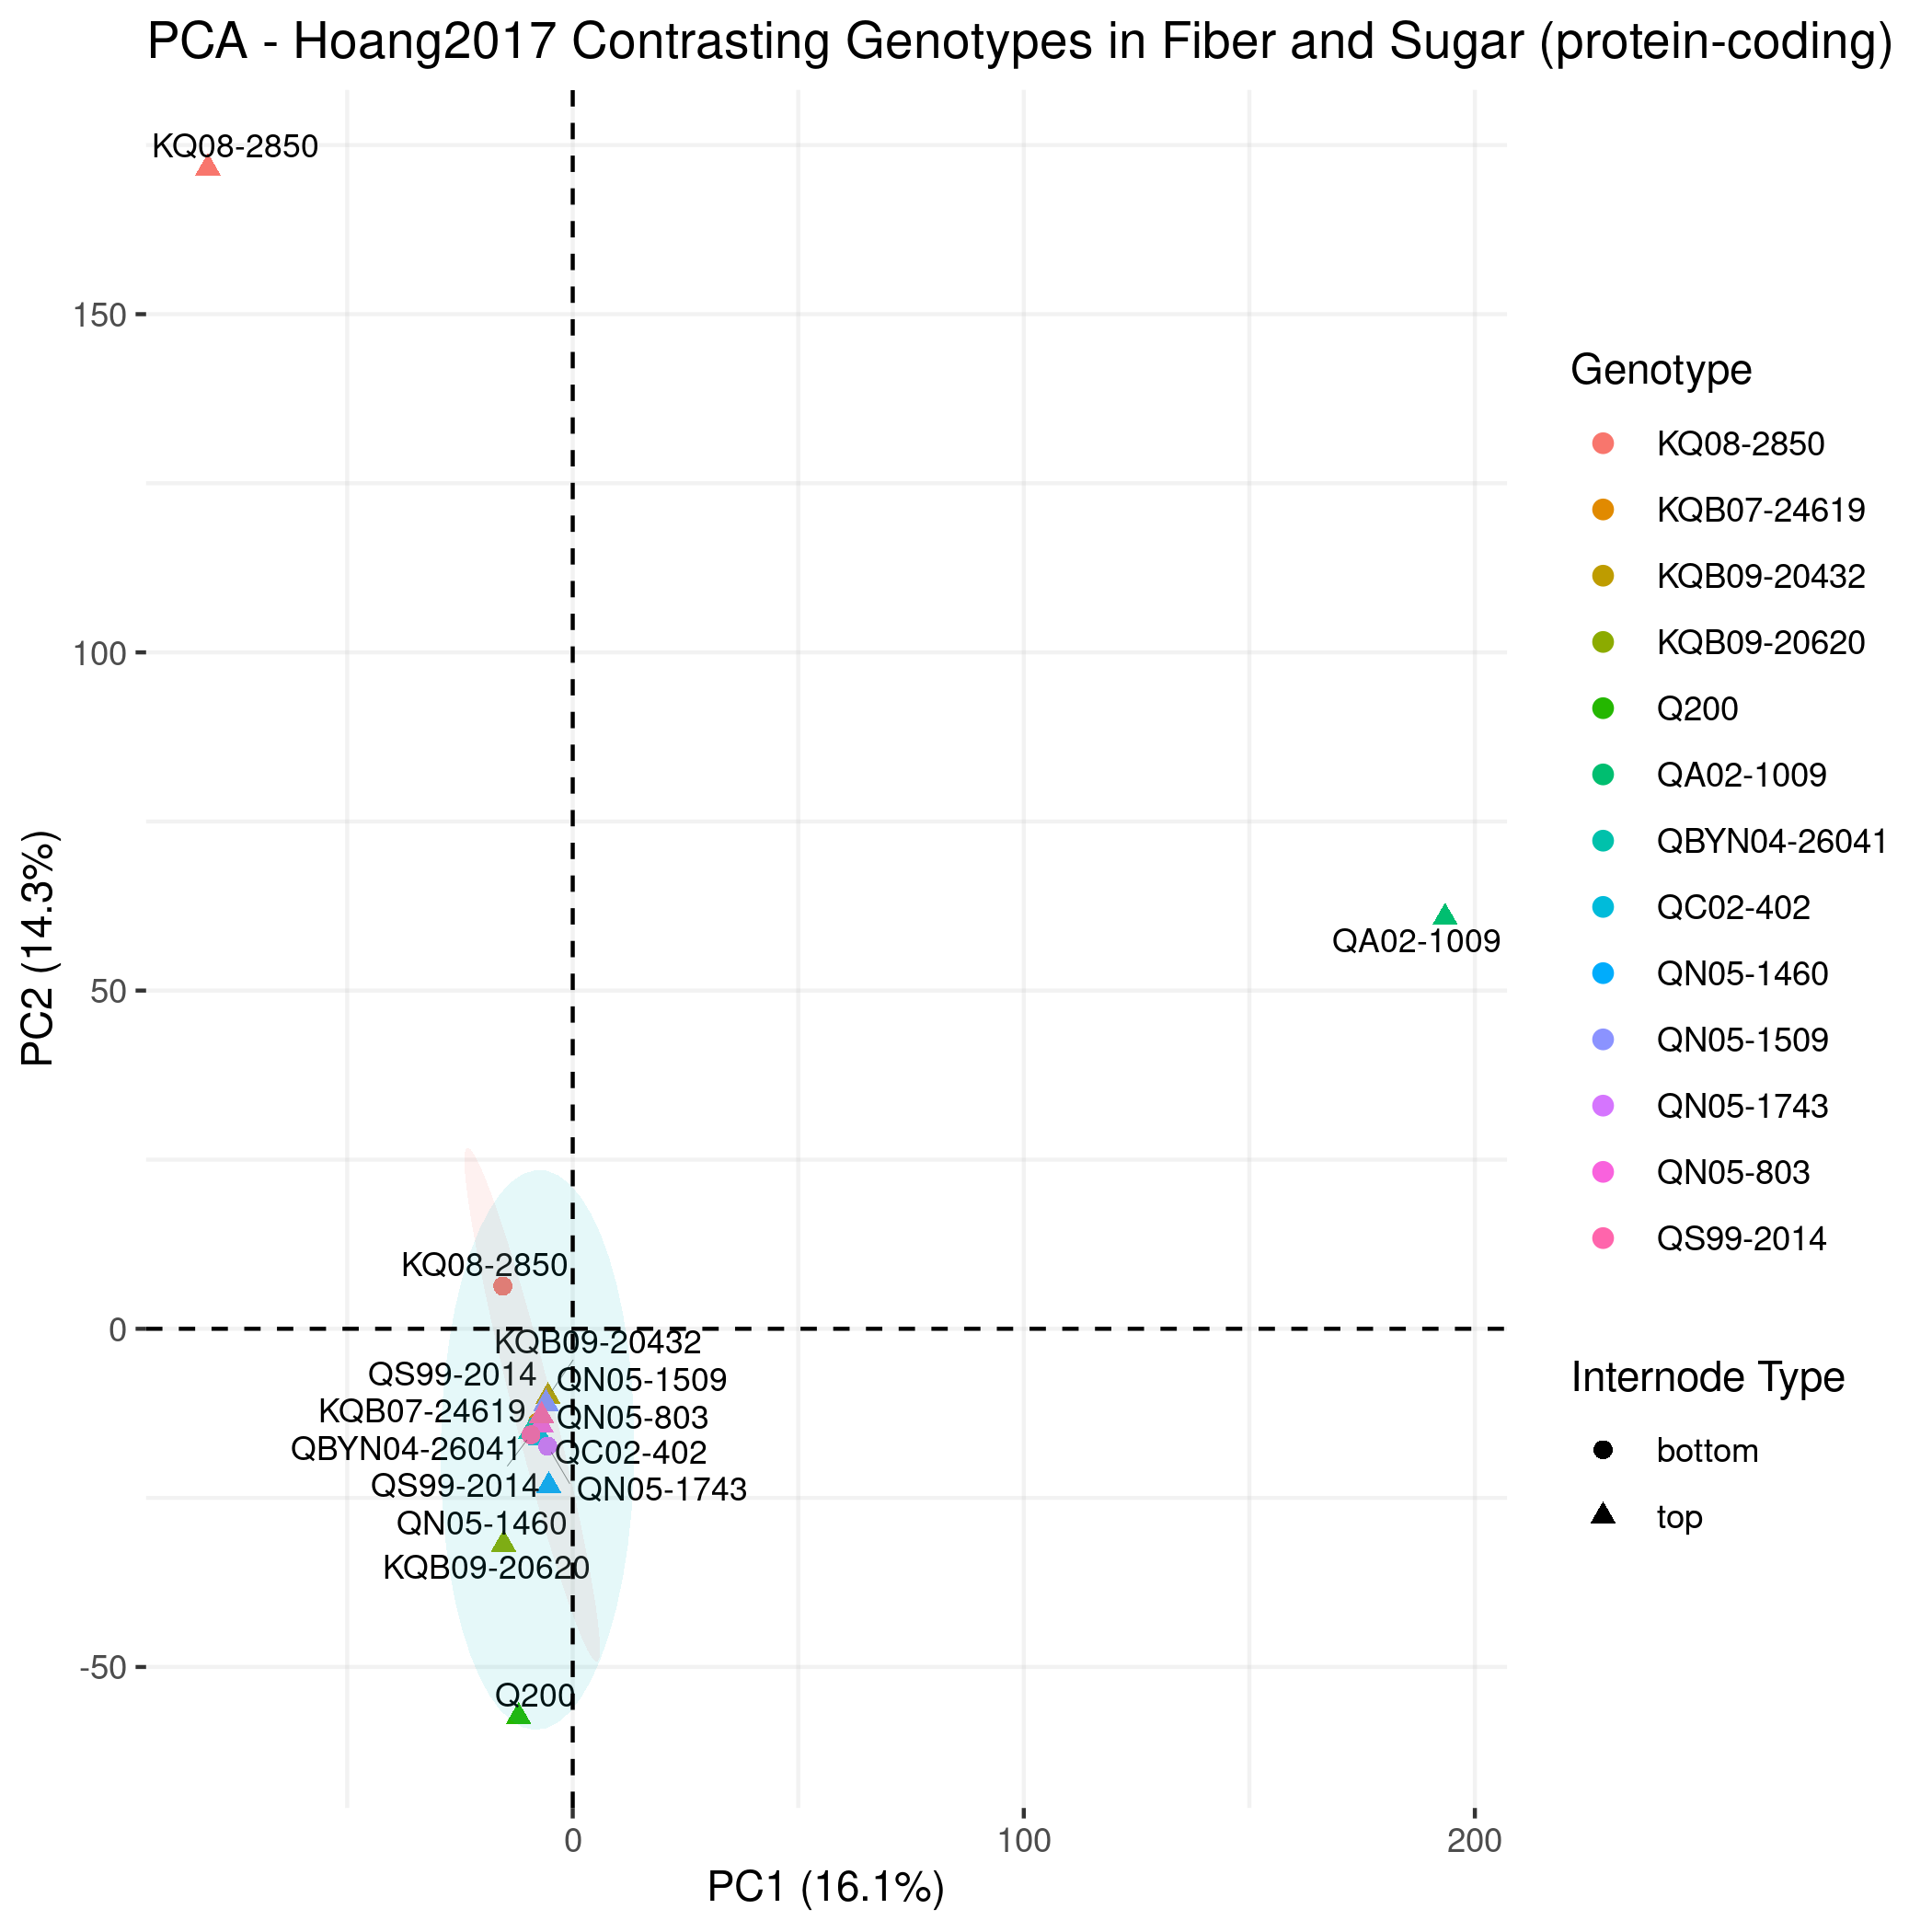 PCA - Hoang2017 Contrasting Genotypes in Fiber and Sugar (protein-coding)
KQ08-2850
150
100
50
0
-50
PC2 (14.3%)
QA02-1009
KQ08-2850
KQB09-20432
QS99-2014
QN05-1509
KQB07-24619
QN05-803
QBYN04-26041
QC02-402
QS99-2014
QN05-1743
QN05-1460
KQB09-20620
Q200
0
100
200
PC1 (16.1%)
Genotype
KQ08-2850
KQB07-24619
KQB09-20432
KQB09-20620
Q200
QA02-1009
QBYN04-26041
QC02-402
QN05-1460
QN05-1509
QN05-1743
QN05-803
QS99-2014
Internode Type
bottom
top